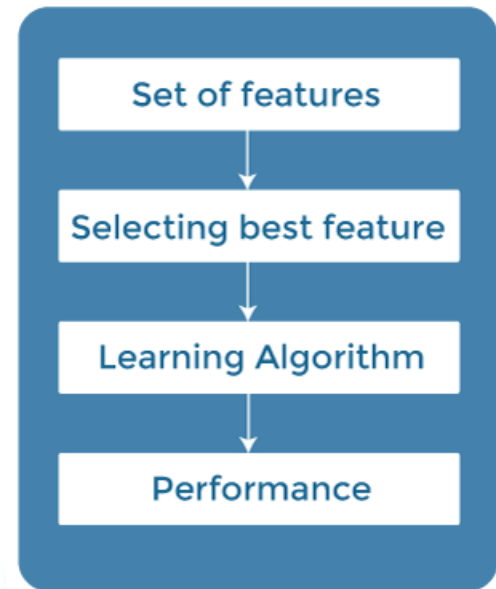 Set of features
Selecting best feature
Learning Algorithm
Performance